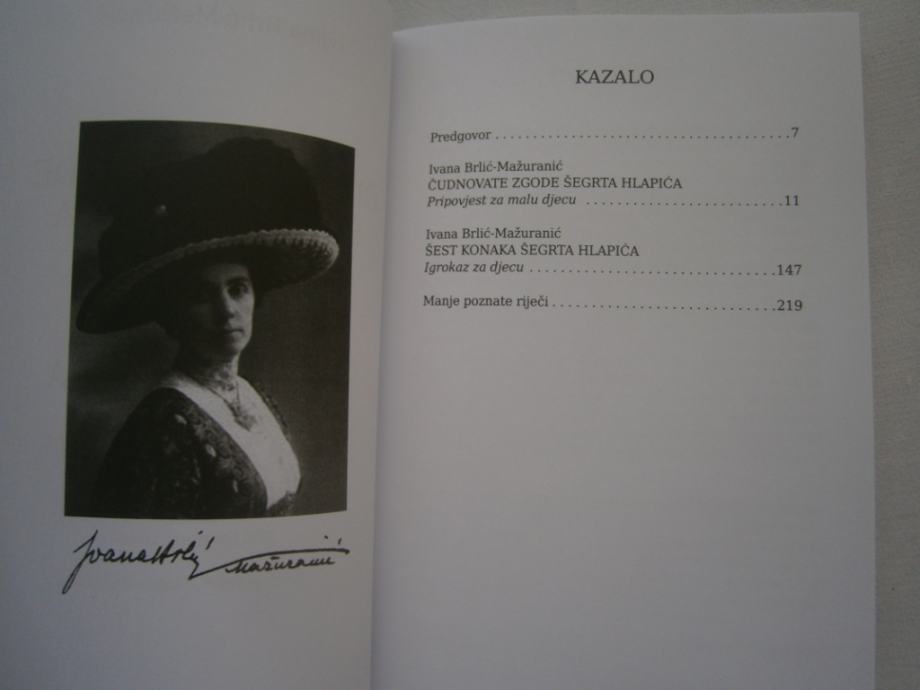 Ivana Brlić Mažuranić
KAZALO
Predgovor . . . . . . . . . . . . . . . . . . . . . . . . . . . . . . . . . . . . . . 7
Ivana Brlić-Mažuranić
ČUDNOVATE ZGODE ŠEGRTA HLAPIĆA
Pripovjest za malu djecu . . . . . . . . . . . . . . . . . . . . . . . . . . 11
Ivana Brlić-Mažuranić
ŠEST KONAKA ŠEGRTA HLAPIĆA
Igrokaz za djecu . . . . . . . . . . . . . . . . . . . . . . . . . . . . . . . . 147
Manje poznate riječi . . . . . . . . . . . . . . . . . . . . . . . . . . . . . 219